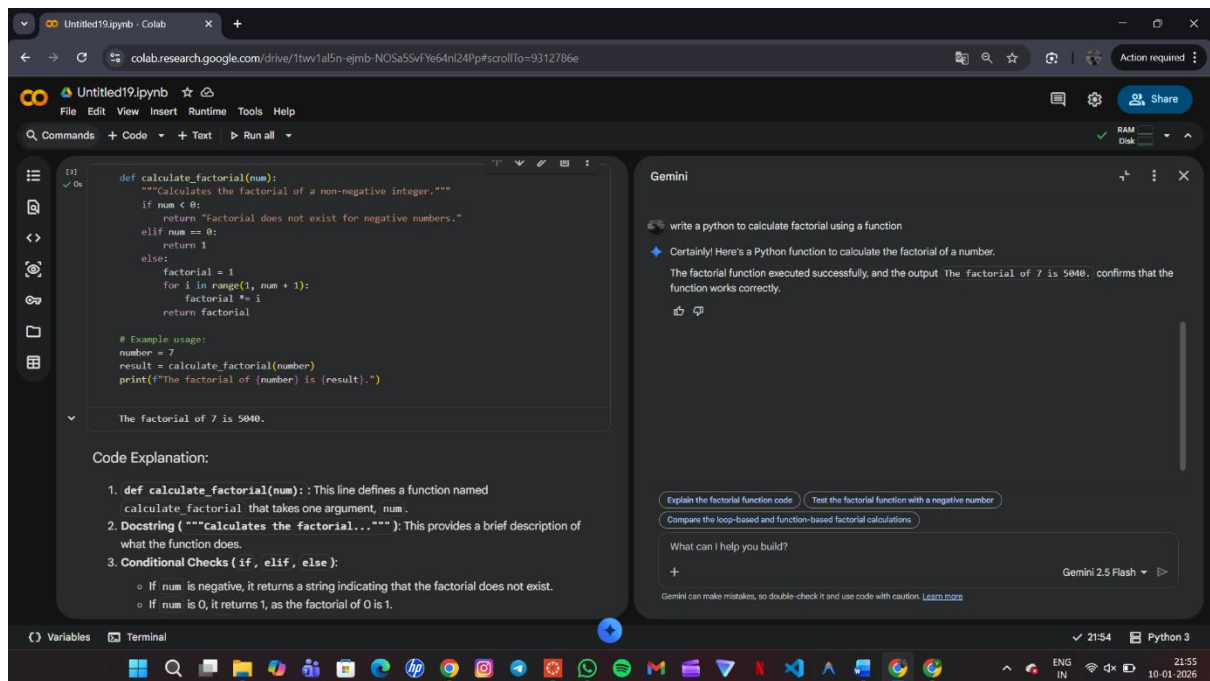 Untitled19.ipynb - Colab
colab.research.google.com/drive/1twv1al5n-ejmb-NOSa5SvFYe64nl24Pp#scrollTo=9312786e
Action required
Untitled19.ipynb
File Edit View Insert Runtime Tools Help
Share
Commands + Code + Text Run all
RAM
Disk
[3]
0s
def calculate_factorial(num):
"""Calculates the factorial of a non-negative integer."""
if num < 0:
return "Factorial does not exist for negative numbers."
elif num == 0:
return 1
else:
factorial = 1
for i in range(1, num + 1):
factorial *= i
return factorial
# Example usage:
number = 7
result = calculate_factorial(number)
print(f"The factorial of {number} is {result}.")
The factorial of 7 is 5040.
Code Explanation:
1. def calculate_factorial(num): : This line defines a function named
calculate_factorial that takes one argument, num.
2. Docstring ( """Calculates the factorial...""" ): This provides a brief description of
what the function does.
3. Conditional Checks ( if, elif, else ):
If num is negative, it returns a string indicating that the factorial does not exist.
If num is 0, it returns 1, as the factorial of 0 is 1.
Gemini
write a python to calculate factorial using a function
Certainly! Here's a Python function to calculate the factorial of a number.
The factorial function executed successfully, and the output The factorial of 7 is 5040. confirms that the
function works correctly.
Explain the factorial function code
Test the factorial function with a negative number
Compare the loop-based and function-based factorial calculations
What can I help you build?
+
Gemini 2.5 Flash
Gemini can make mistakes, so double-check it and use code with caution. Learn more
Variables Terminal
21:54 Python 3
ENG
IN
21:55
10-01-2026